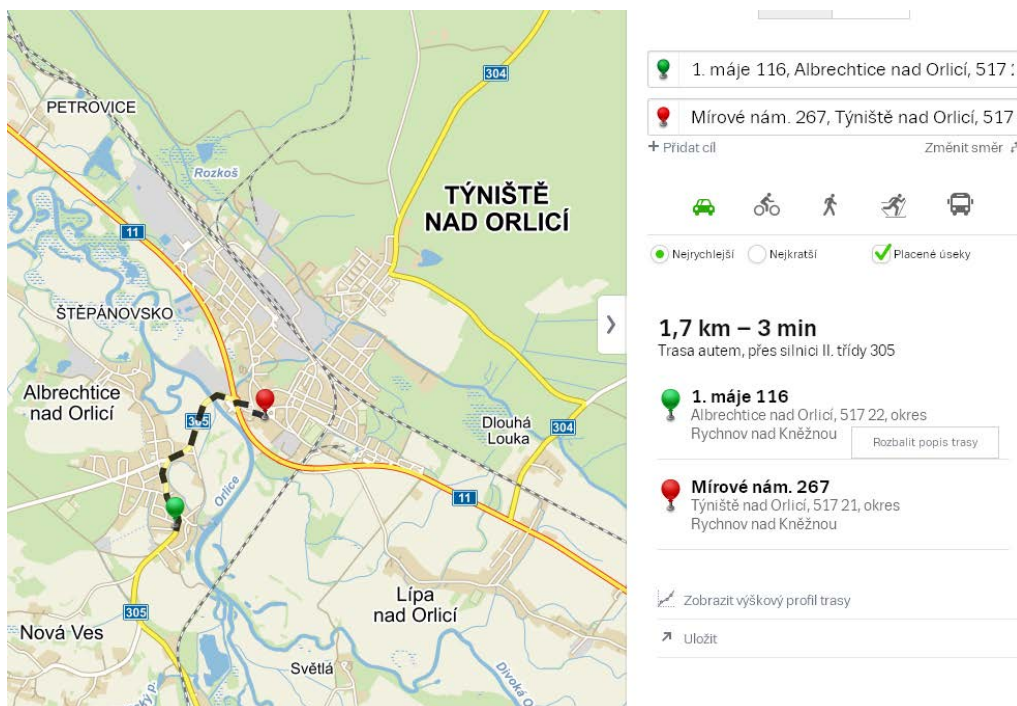 304
PETROVICE
Rozkoš
TÝNIŠTĚ
NAD ORLICÍ
11
ŠTĚPÁNOVSKO
Albrechtice
nad Orlicí
305
Dlouhá
Louka
304
Orlice
11
Lípa
nad Orlicí
305
Nová Ves
Světlá
Divoká O
ký p.
1. máje 116, Albrechtice nad Orlicí, 517
Mírové nám. 267, Týniště nad Orlicí, 517
+ Přidat cíl
Změnit směr
Nejrychlejší Nejkratší Placené úseky
1,7 km – 3 min
Trasa autem, přes silnici II. třídy 305
1. máje 116
Albrechtice nad Orlicí, 517 22, okres
Rychnov nad Kněžnou
Rozbalit popis trasy
Mírové nám. 267
Týniště nad Orlicí, 517 21, okres
Rychnov nad Kněžnou
Zobrazit výškový profil trasy
Uložit